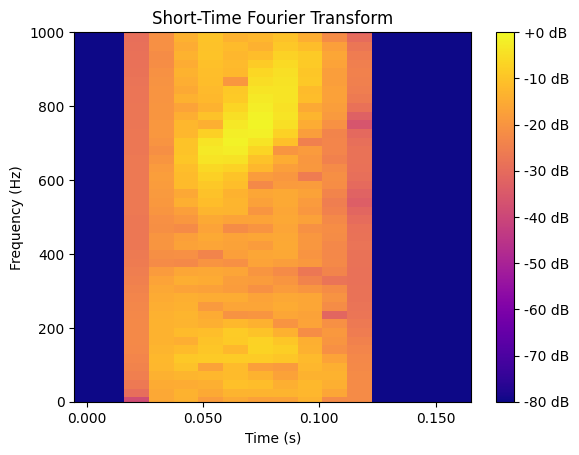 Short-Time Fourier Transform
1000
800
600
400
200
0
Frequency (Hz)
0.000
0.050
0.100
0.150
Time (s)
+0 dB
-10 dB
-20 dB
-30 dB
-40 dB
-50 dB
-60 dB
-70 dB
-80 dB